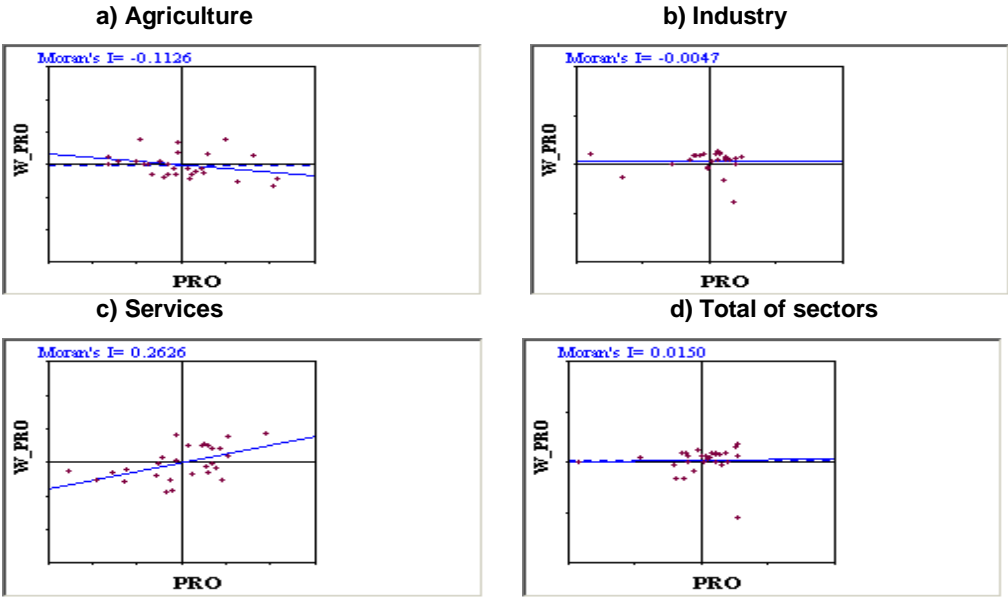 a) Agriculture
Moran's I= -0.1126
W_PRO
PRO
b) Industry
Moran's I= -0.0047
W_PRO
PRO
c) Services
Moran's I= 0.2626
W_PRO
PRO
d) Total of sectors
Moran's I= 0.0150
W_PRO
PRO